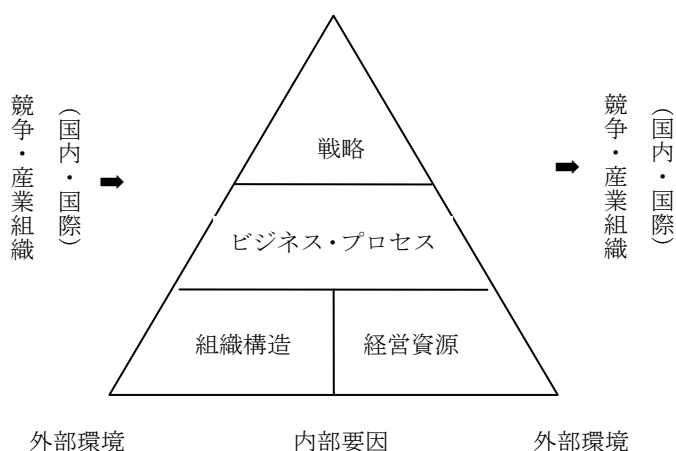 （国内・国際）
競争・産業組織
戦略
ビジネス・プロセス
組織構造
経営資源
（国内・国際）
競争・産業組織
外部環境
内部要因
外部環境